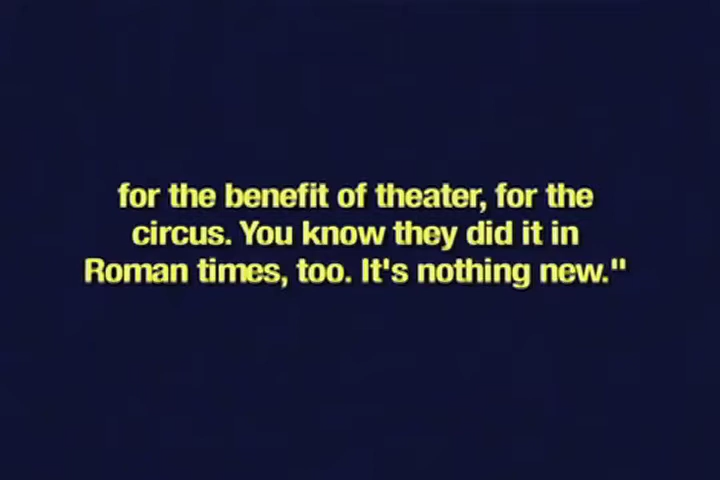 for the benefit of theater, for the
circus. You know they did it in
Roman times, too. It's nothing new."